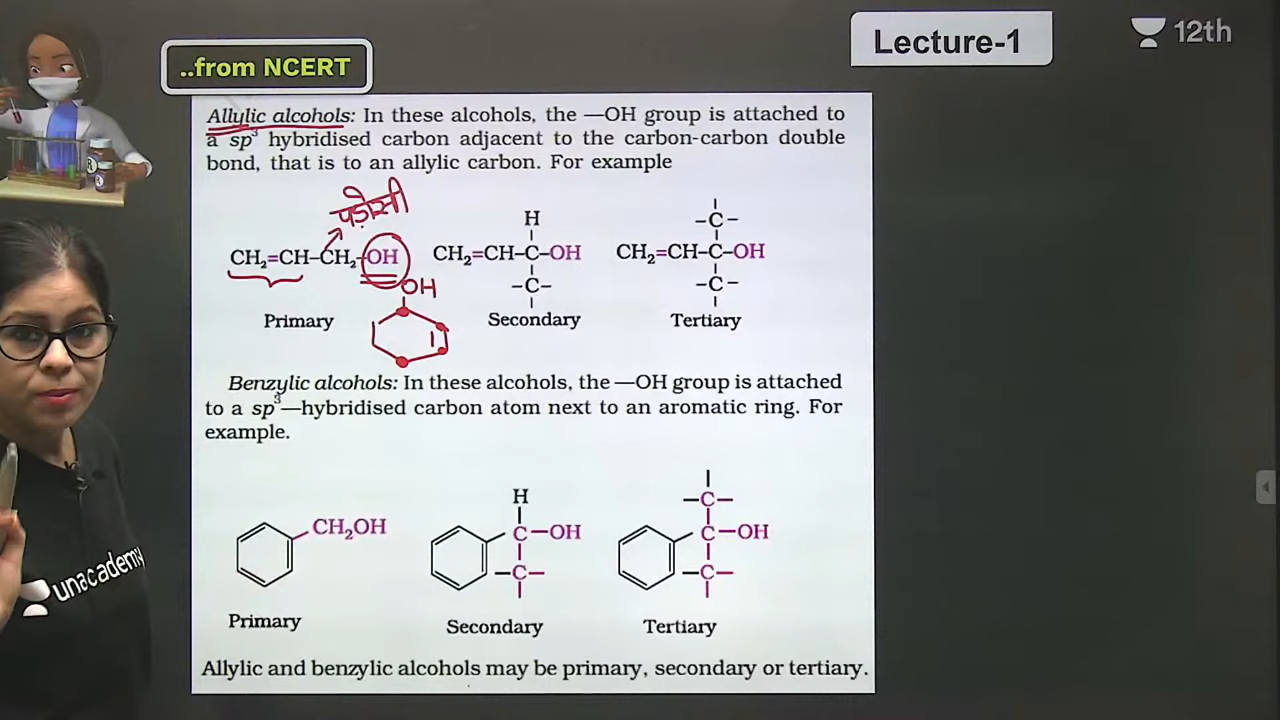 Lecture-1
12th
..from NCERT
Allylic alcohols: In these alcohols, the —OH group is attached to
a sp³ hybridised carbon adjacent to the carbon-carbon double
bond, that is to an allylic carbon. For example
पड़ोसी
CH₂=CH–CH₂–OH
H
CH₂=CH–C–OH
–C–
–C–
CH₂=CH–C–OH
–C–
OH
Primary
Secondary
Tertiary
Benzylic alcohols: In these alcohols, the —OH group is attached
to a sp³—hybridised carbon atom next to an aromatic ring. For
example.
CH₂OH
H
C–OH
–C–
–C–
C–OH
–C–
Primary
Secondary
Tertiary
Allylic and benzylic alcohols may be primary, secondary or tertiary.
unacademy